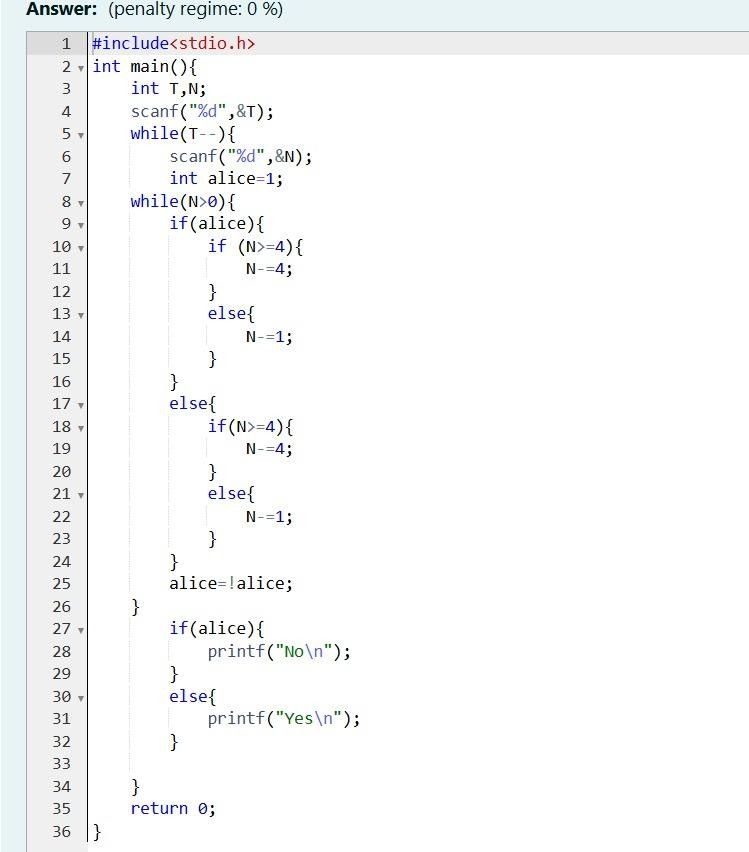 Answer: (penalty regime: 0 %)
1 #include<stdio.h>
2 int main(){
3     int T,N;
4     scanf("%d",&T);
5     while(T--){
6         scanf("%d",&N);
7         int alice=1;
8     while(N>0){
9         if(alice){
10             if (N>=4){
11                 N-=4;
12             }
13             else{
14                 N-=1;
15             }
16         }
17         else{
18             if(N>=4){
19                 N-=4;
20             }
21             else{
22                 N-=1;
23             }
24         }
25         alice=!alice;
26     }
27         if(alice){
28             printf("No\n");
29         }
30         else{
31             printf("Yes\n");
32         }
33
34     }
35     return 0;
36 }